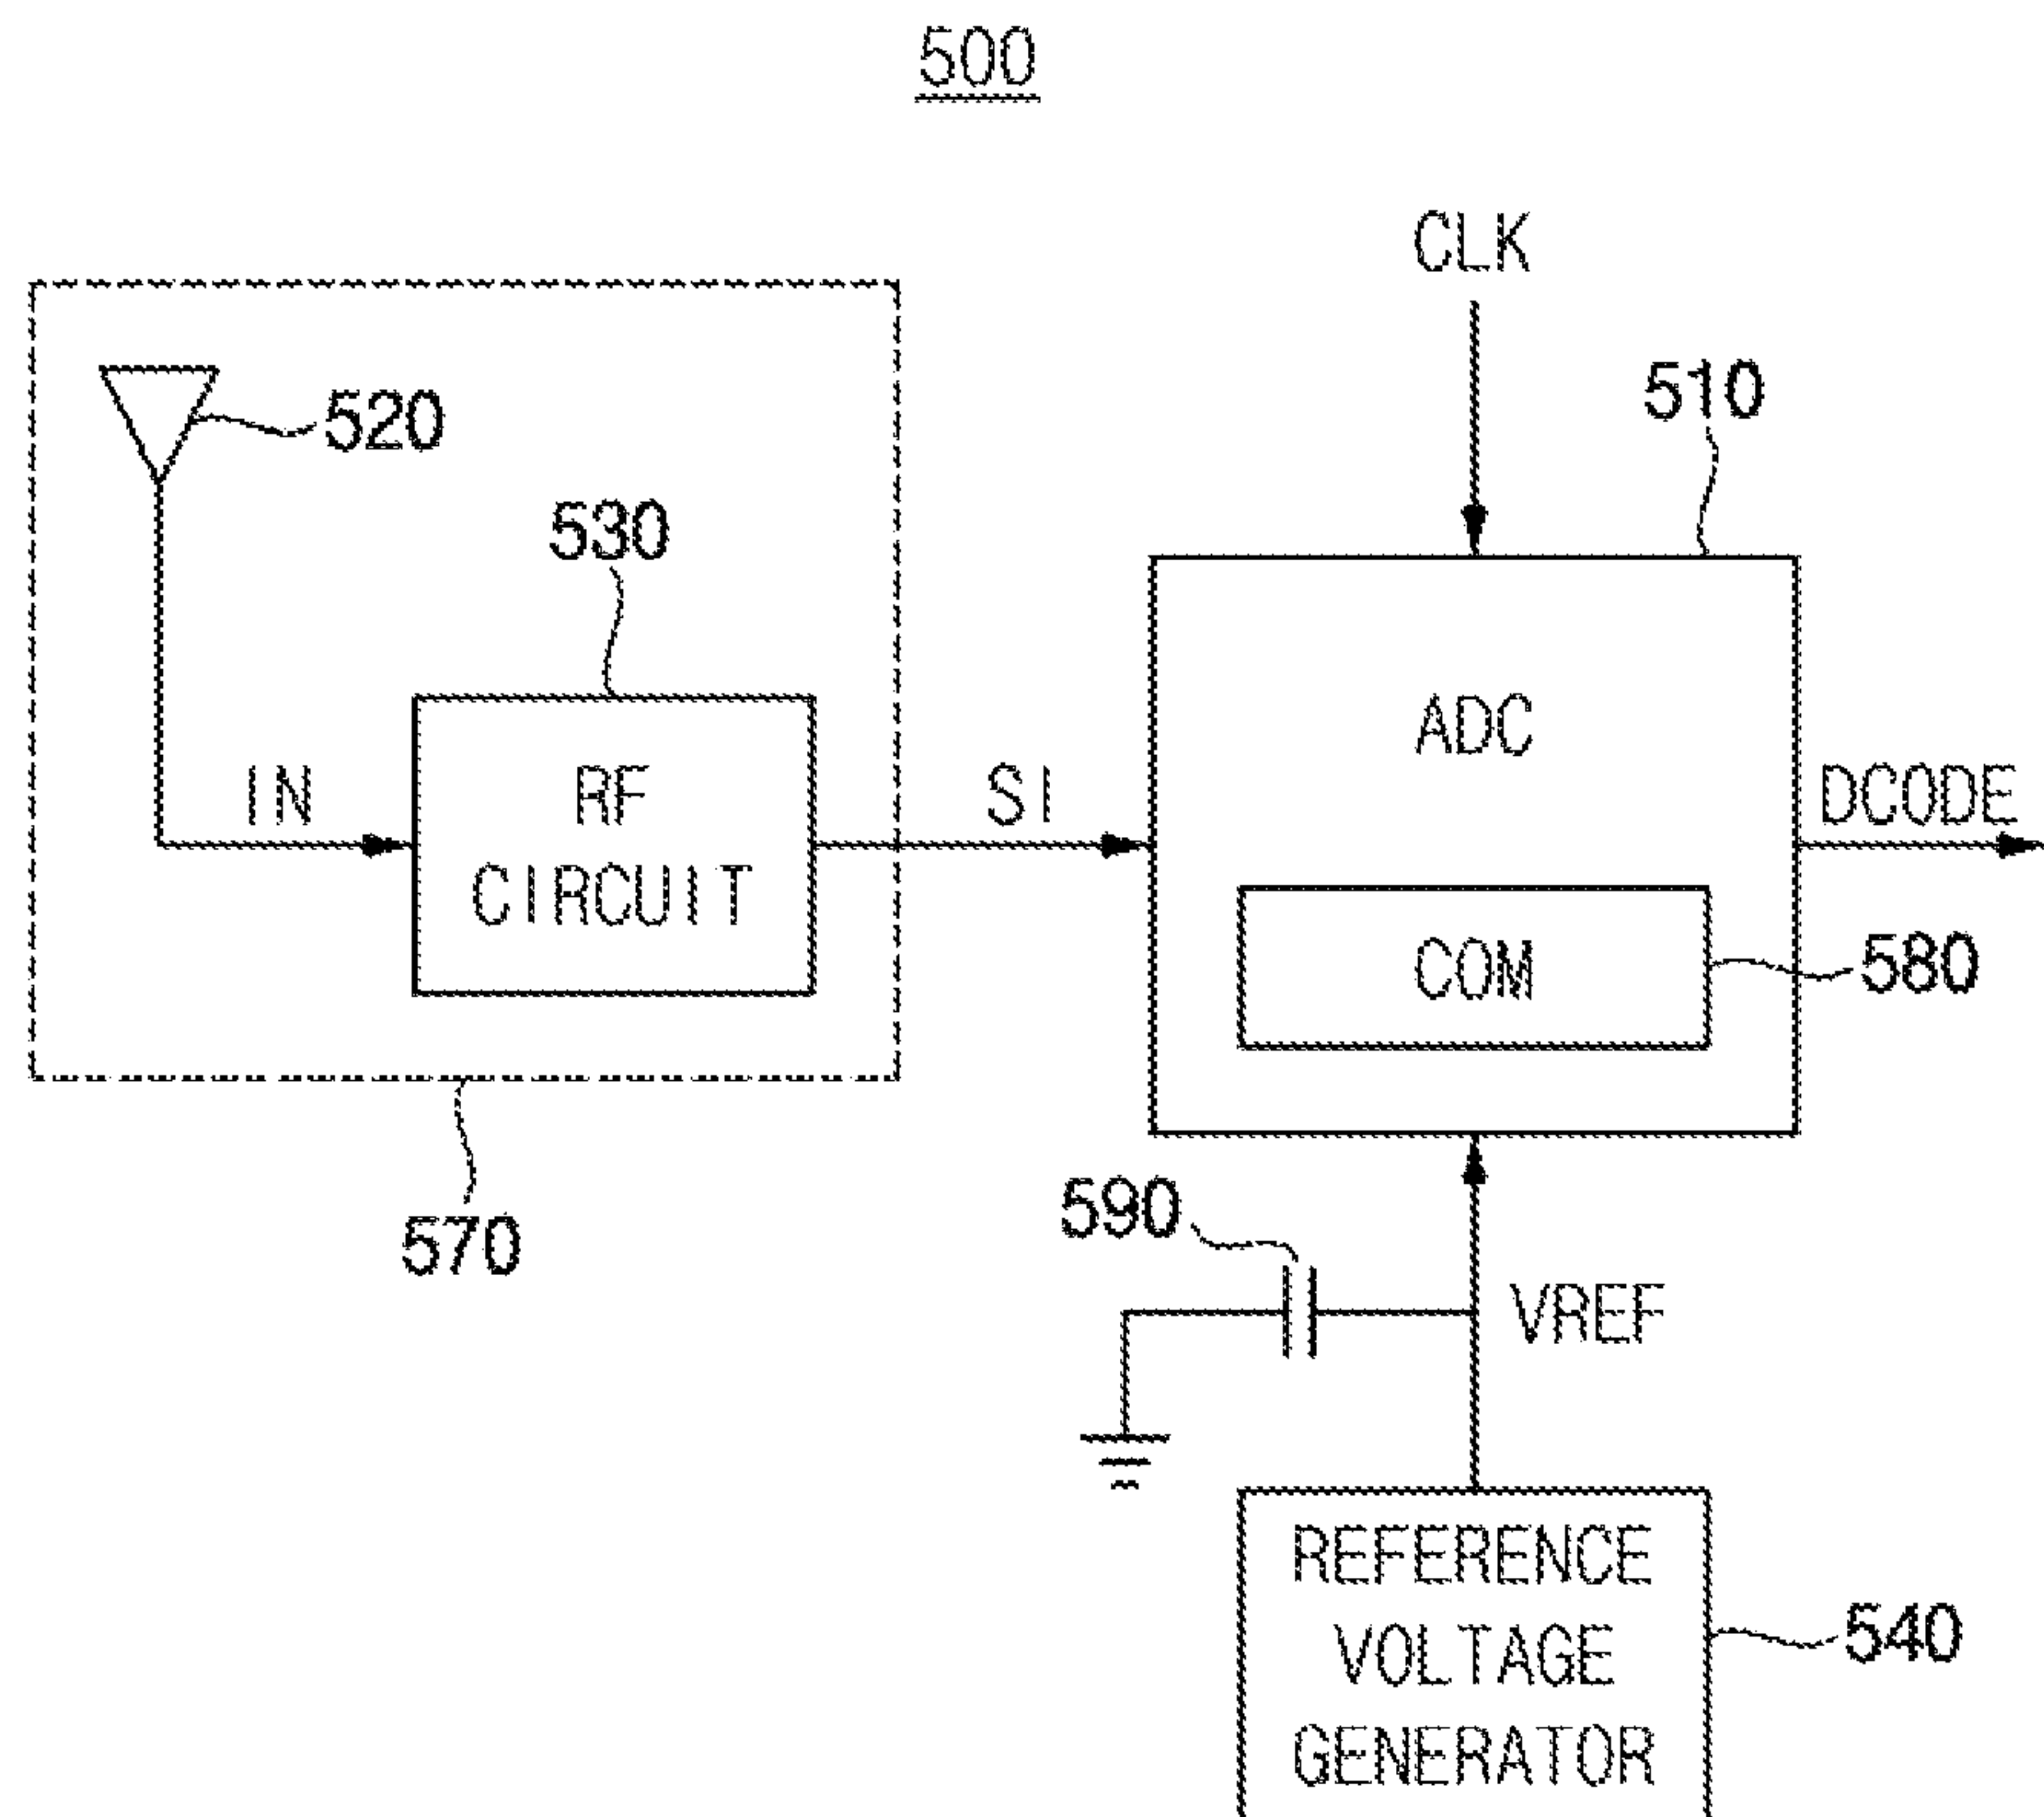 500
CLK
510
520
530
ADC
IN
RF
CIRCUIT
SI
DCODE
COM
580
570
590
VREF
REFERENCE
VOLTAGE
GENERATOR
540